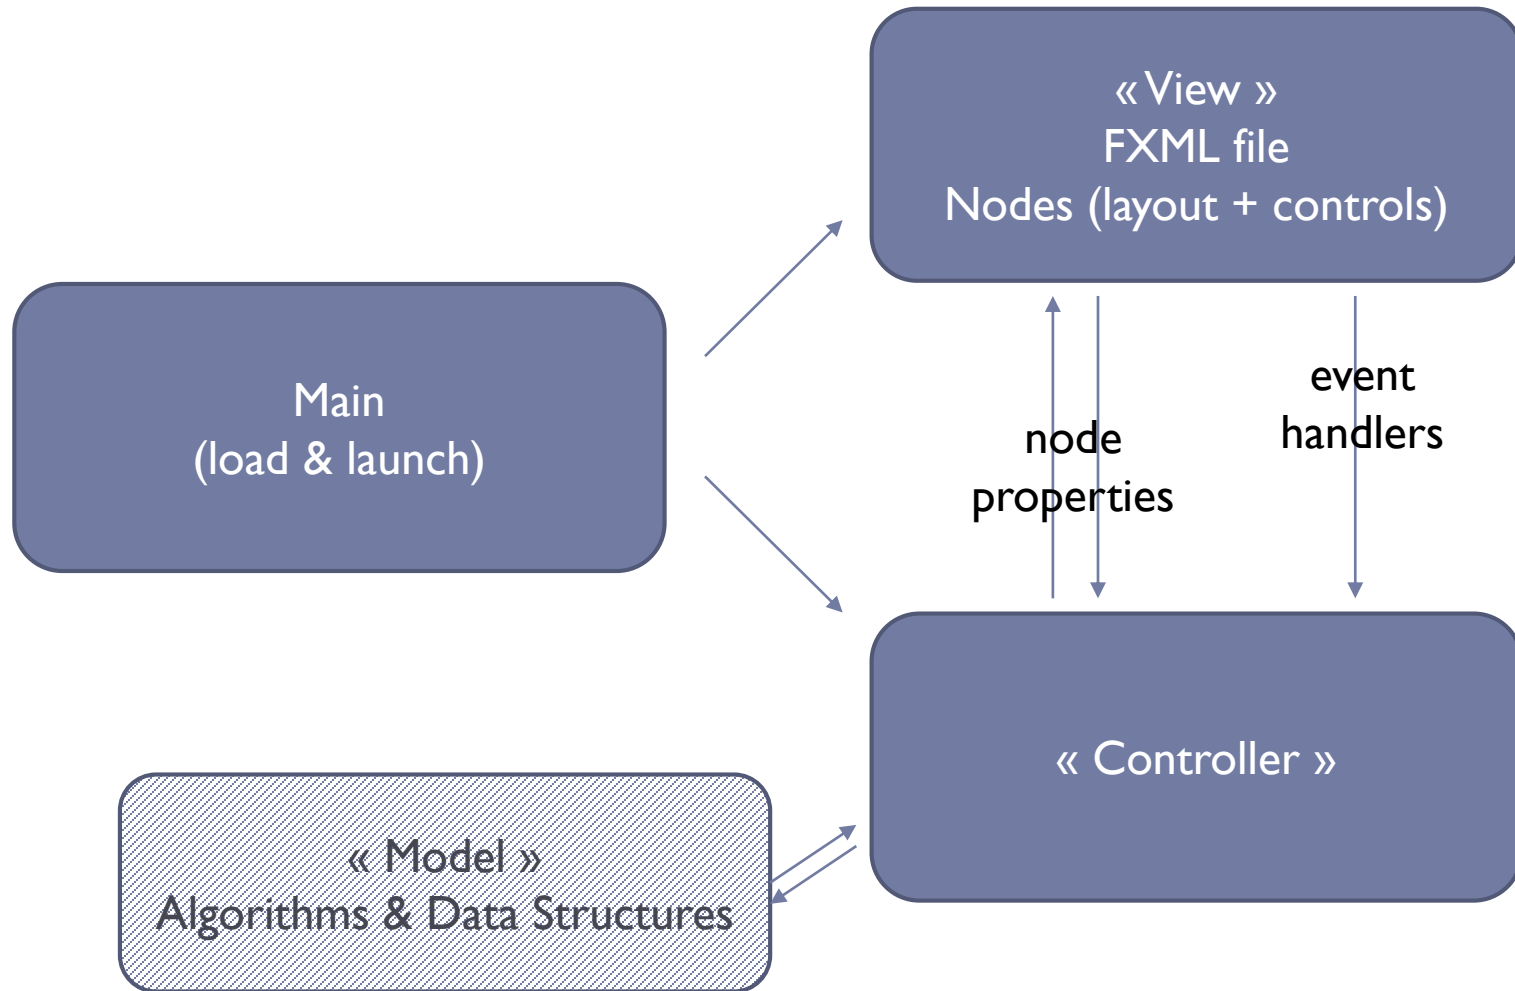 « View »
FXML file
Nodes (layout + controls)
Main
(load & launch)
event
handlers
node
properties
« Controller »
« Model »
Algorithms & Data Structures